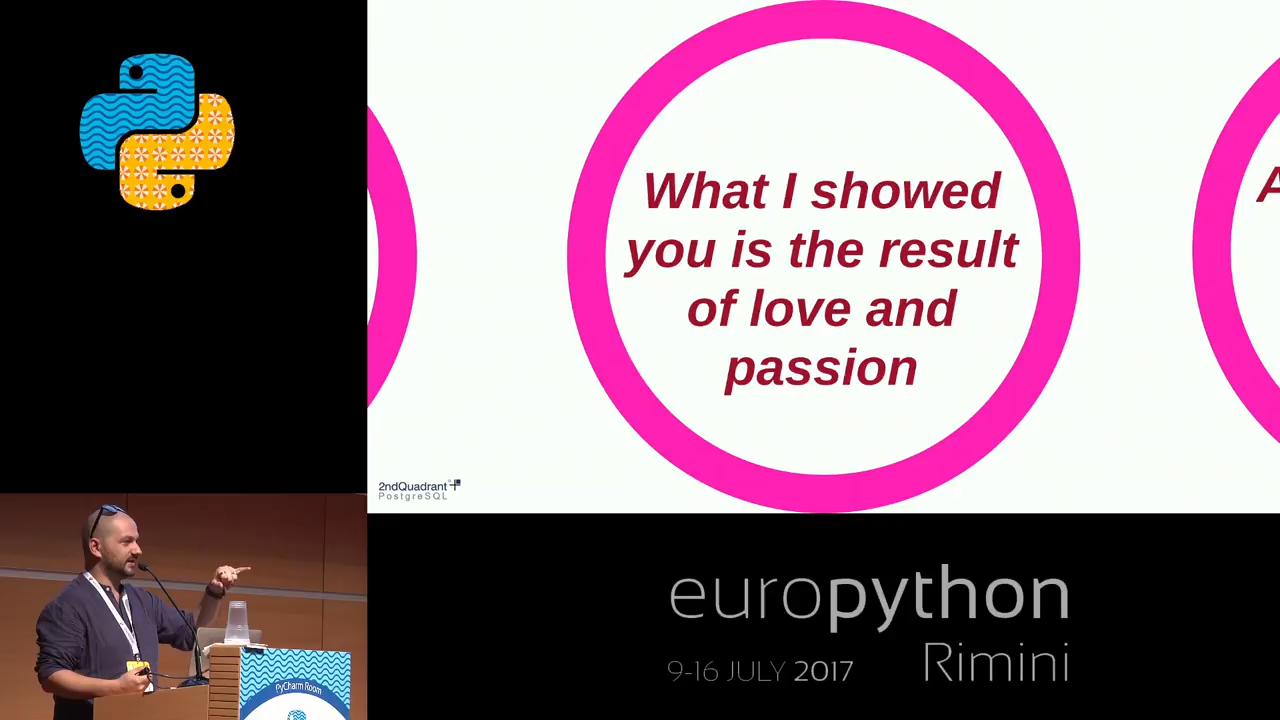 What I showed
you is the result
of love and
passion
A
2ndQuadrant
PostgreSQL
europython
Rimini
9-16 JULY 2017
PyCharm Room